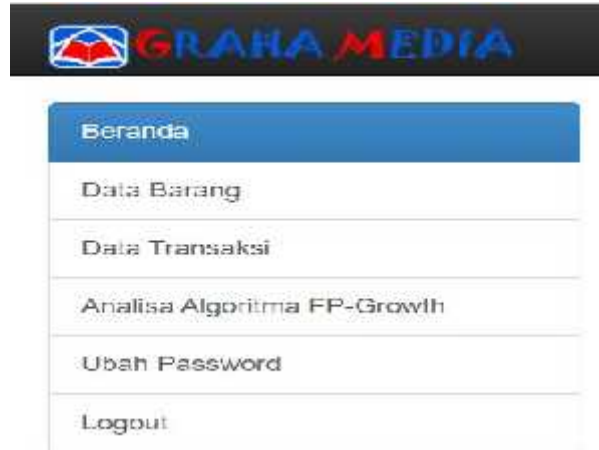 GRAHA MEDIA
Beranda
Data Barang
Data Transaksi
Analisa Algoritma FP-Growth
Ubah Password
Logout